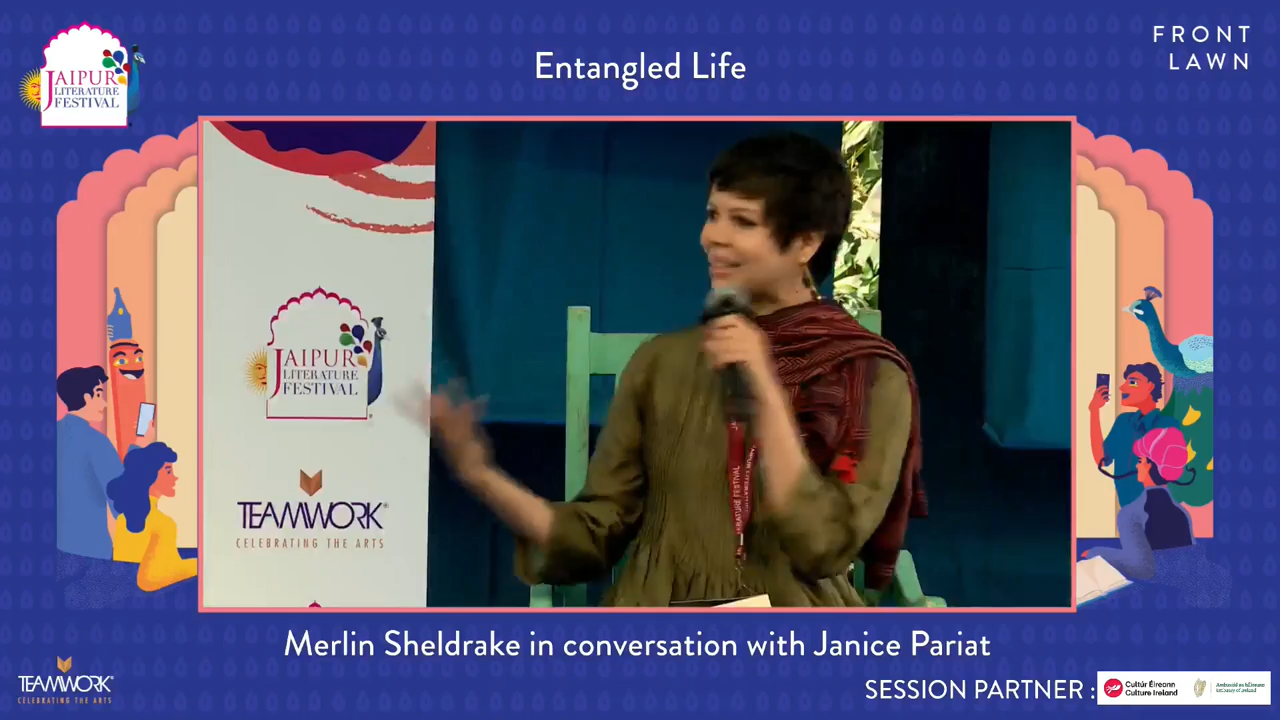 FRONT
LAWN
JAIPUR
LITERATURE
FESTIVAL
Entangled Life
JAIPUR
LITERATURE
FESTIVAL
TEAMWORK
CELEBRATING THE ARTS
Merlin Sheldrake in conversation with Janice Pariat
TEAMWORK
CELEBRATING THE ARTS
SESSION PARTNER :
Cultúr Éireann
Culture Ireland